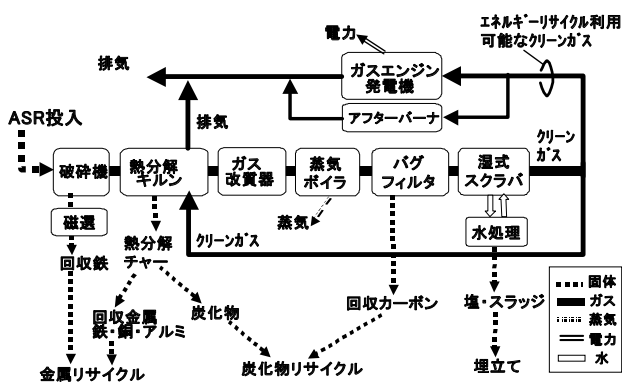 エネルギーリサイクル利用
可能なクリーンガス
電力
排気
ガスエンジン
発電機
アフターバーナ
ASR投入
排気
クリーン
ガス
破砕機
熱分解
キルン
ガス
改質器
蒸気
ボイラ
バグ
フィルタ
湿式
スクラバ
磁選
蒸気
水処理
熱分解
チャー
クリーンガス
回収鉄
固体
ガス
蒸気
電力
水
回収金属
鉄・銅・アルミ
炭化物
回収カーボン
塩・スラッジ
金属リサイクル
炭化物リサイクル
埋立て